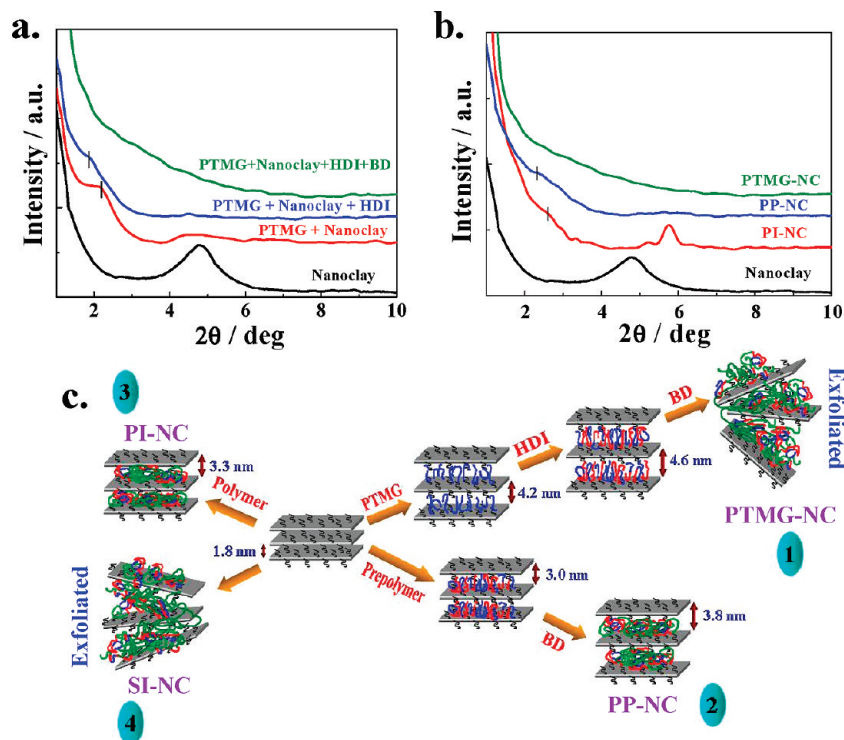 a.
Intensity / a.u.
PTMG+Nanoclay+HDI+BD
PTMG + Nanoclay + HDI
PTMG + Nanoclay
Nanoclay
2 4 6 8 10
2θ / deg
b.
Intensity / a.u.
PTMG-NC
PP-NC
PI-NC
Nanoclay
2 4 6 8 10
2θ / deg
c.
3
PI-NC
3.3 nm
Polymer
1.8 nm
PTMG
4.2 nm
HDI
4.6 nm
BD
Exfoliated
PTMG-NC
1
Prepolymer
3.0 nm
BD
3.8 nm
PP-NC
2
Exfoliated
SI-NC
4